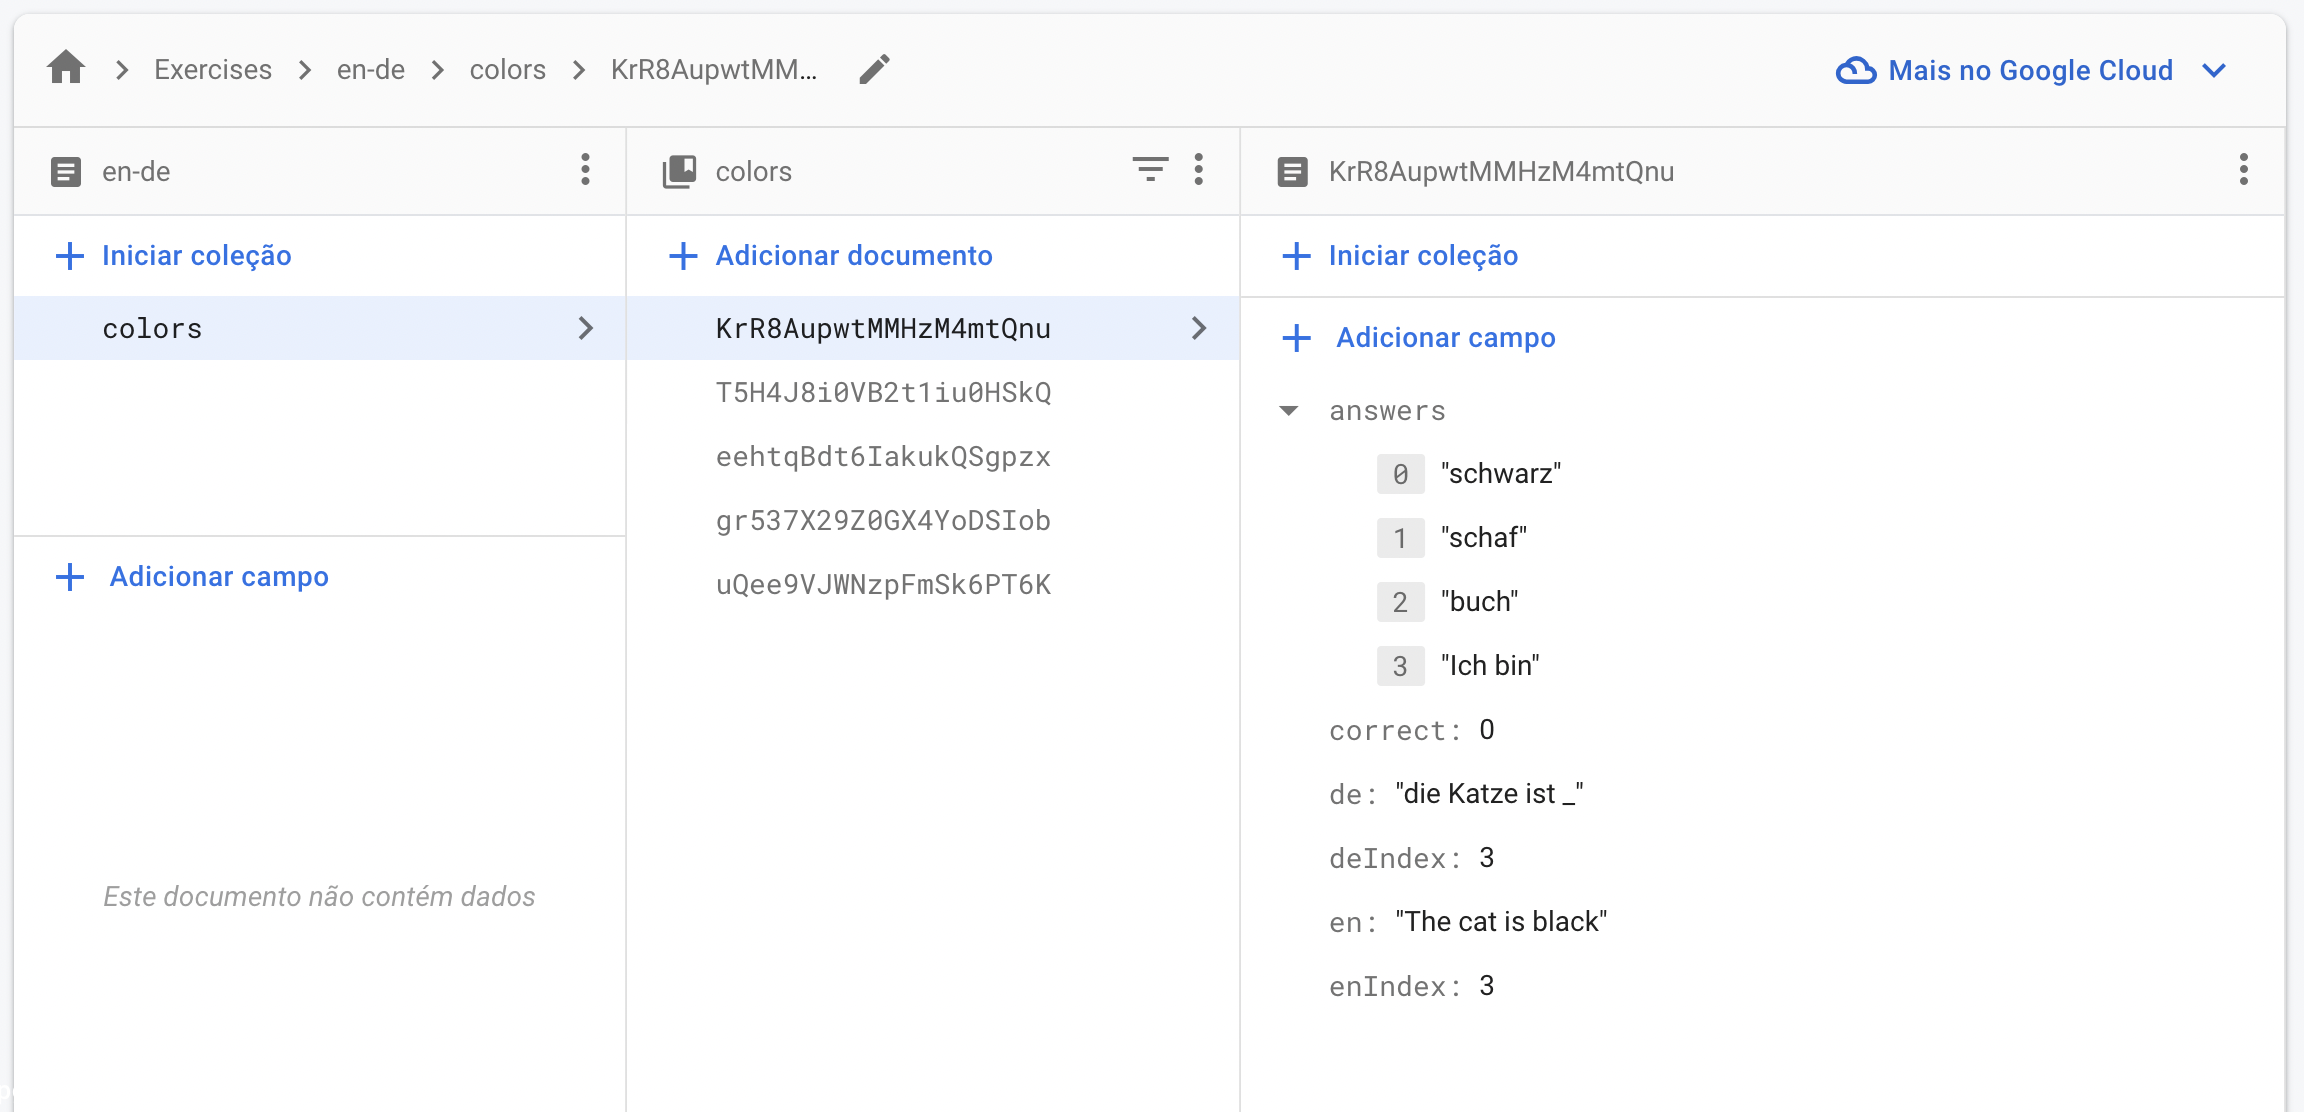 Exercises en-de colors KrR8AupwtMM...
Mais no Google Cloud
en-de
Iniciar coleção
colors
Adicionar campo
Este documento não contém dados
colors
Adicionar documento
KrR8AupwtMMHzM4mtQnu
T5H4J8i0VB2t1iu0HSkQ
eehtqBdt6IakukQSgpzx
gr537X29Z0GX4YoDSIob
uQee9VJWNzpFmSk6PT6K
KrR8AupwtMMHzM4mtQnu
Iniciar coleção
Adicionar campo
answers
0 "schwarz"
1 "schaf"
2 "buch"
3 "Ich bin"
correct: 0
de: "die Katze ist _"
deIndex: 3
en: "The cat is black"
enIndex: 3